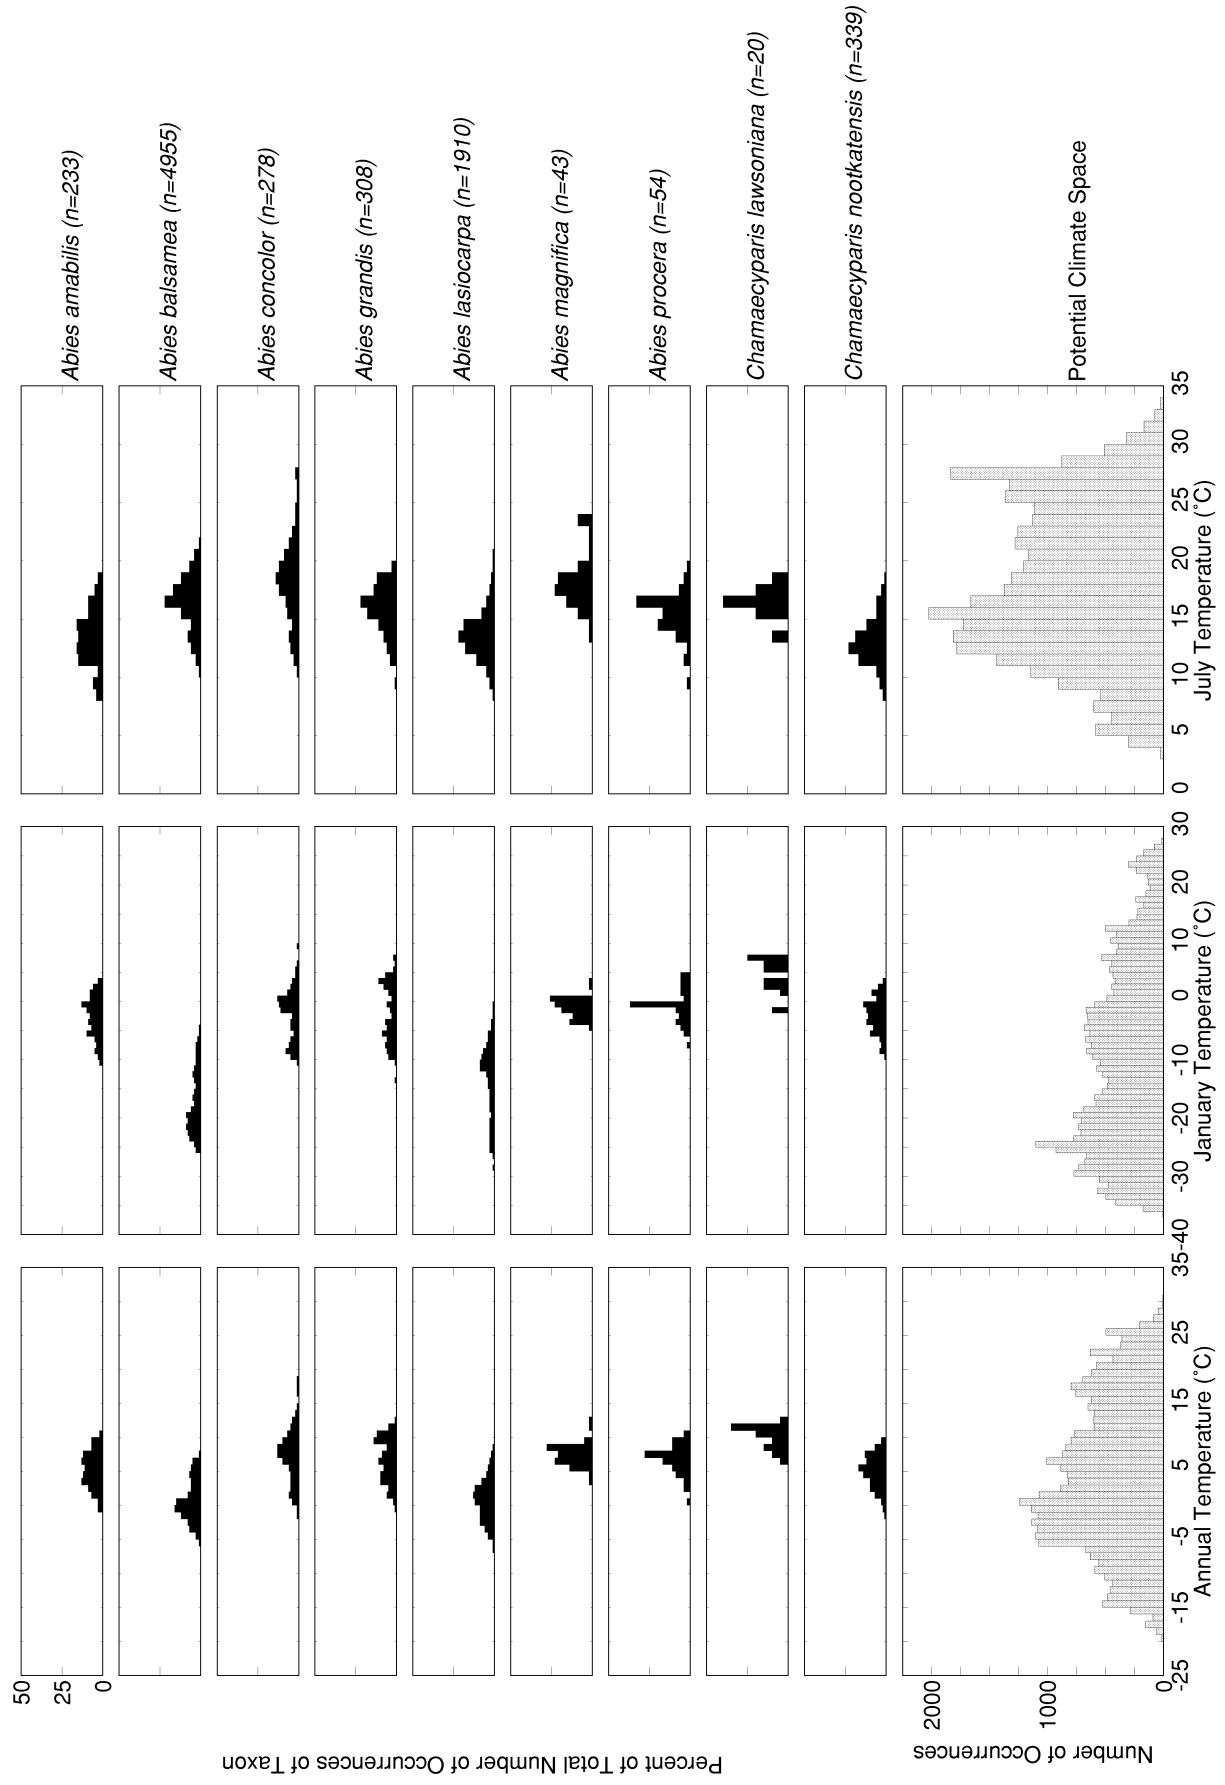 Abies amabilis (n=233)
Abies balsamea (n=4955)
Abies concolor (n=278)
Abies grandis (n=308)
Abies lasiocarpa (n=1910)
Abies magnifica (n=43)
Abies procera (n=54)
Chamaecyparis lawsoniana (n=20)
Chamaecyparis nootkatensis (n=339)
Potential Climate Space
Percent of Total Number of Occurrences of Taxon
50
25
0
Number of Occurrences
2000
1000
0
-25 -15 -5 5 15 25 35
Annual Temperature (˚C)
-40 -30 -20 -10 0 10 20 30
January Temperature (˚C)
0 5 10 15 20 25 30 35
July Temperature (˚C)